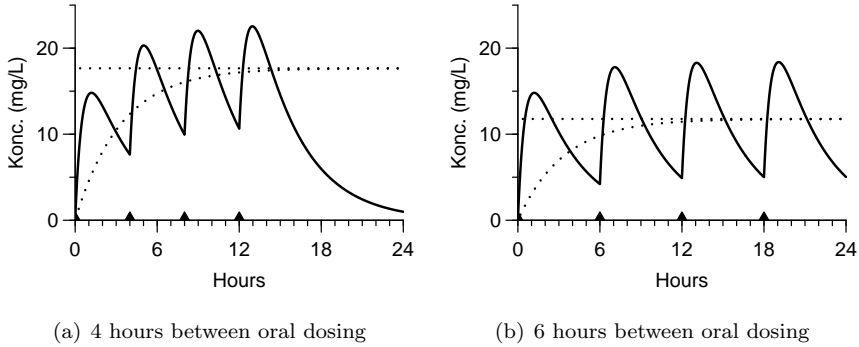 Konc. (mg/L)
20
10
0
0 6 12 18 24
Hours
(a) 4 hours between oral dosing
Konc. (mg/L)
20
10
0
0 6 12 18 24
Hours
(b) 6 hours between oral dosing